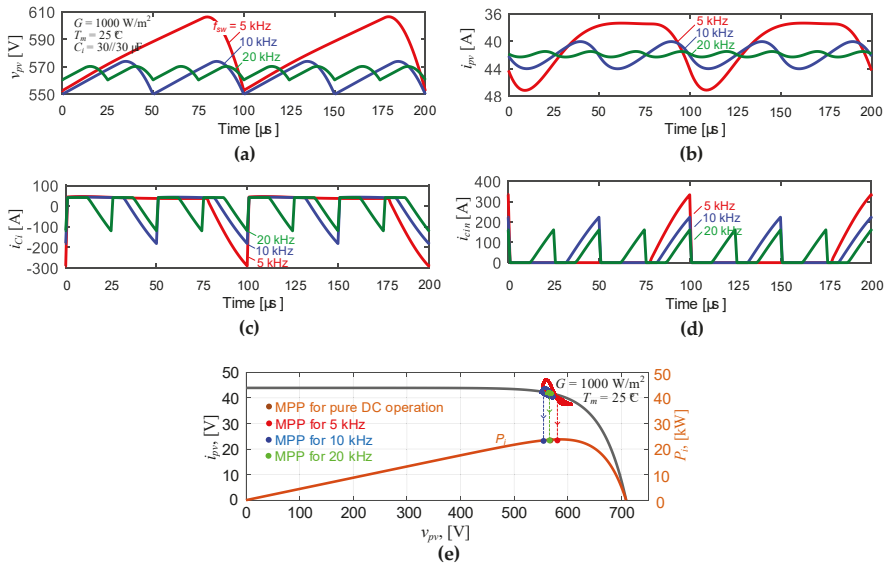 610
590
570
550
v_pv [V]
G = 1000 W/m²
T_m = 25 °C
C_i = 30//30 µF
f_sw = 5 kHz
10 kHz
20 kHz
0 25 50 75 100 125 150 175 200
Time [µs]
(a)
36
40
44
48
i_pv [A]
5 kHz
10 kHz
20 kHz
0 25 50 75 100 125 150 175 200
Time [µs]
(b)
100
0
-100
-200
-300
i_Ci [A]
20 kHz
10 kHz
5 kHz
0 25 50 75 100 125 150 175 200
Time [µs]
(c)
400
300
200
100
0
i_cin [A]
5 kHz
10 kHz
20 kHz
0 25 50 75 100 125 150 175 200
Time [µs]
(d)
50
40
30
20
10
0
i_pv, [V]
MPP for pure DC operation
MPP for 5 kHz
MPP for 10 kHz
MPP for 20 kHz
P_i
G = 1000 W/m²
T_m = 25 °C
50
40
30
20
10
0
P_i, [kW]
0 100 200 300 400 500 600 700
v_pv, [V]
(e)